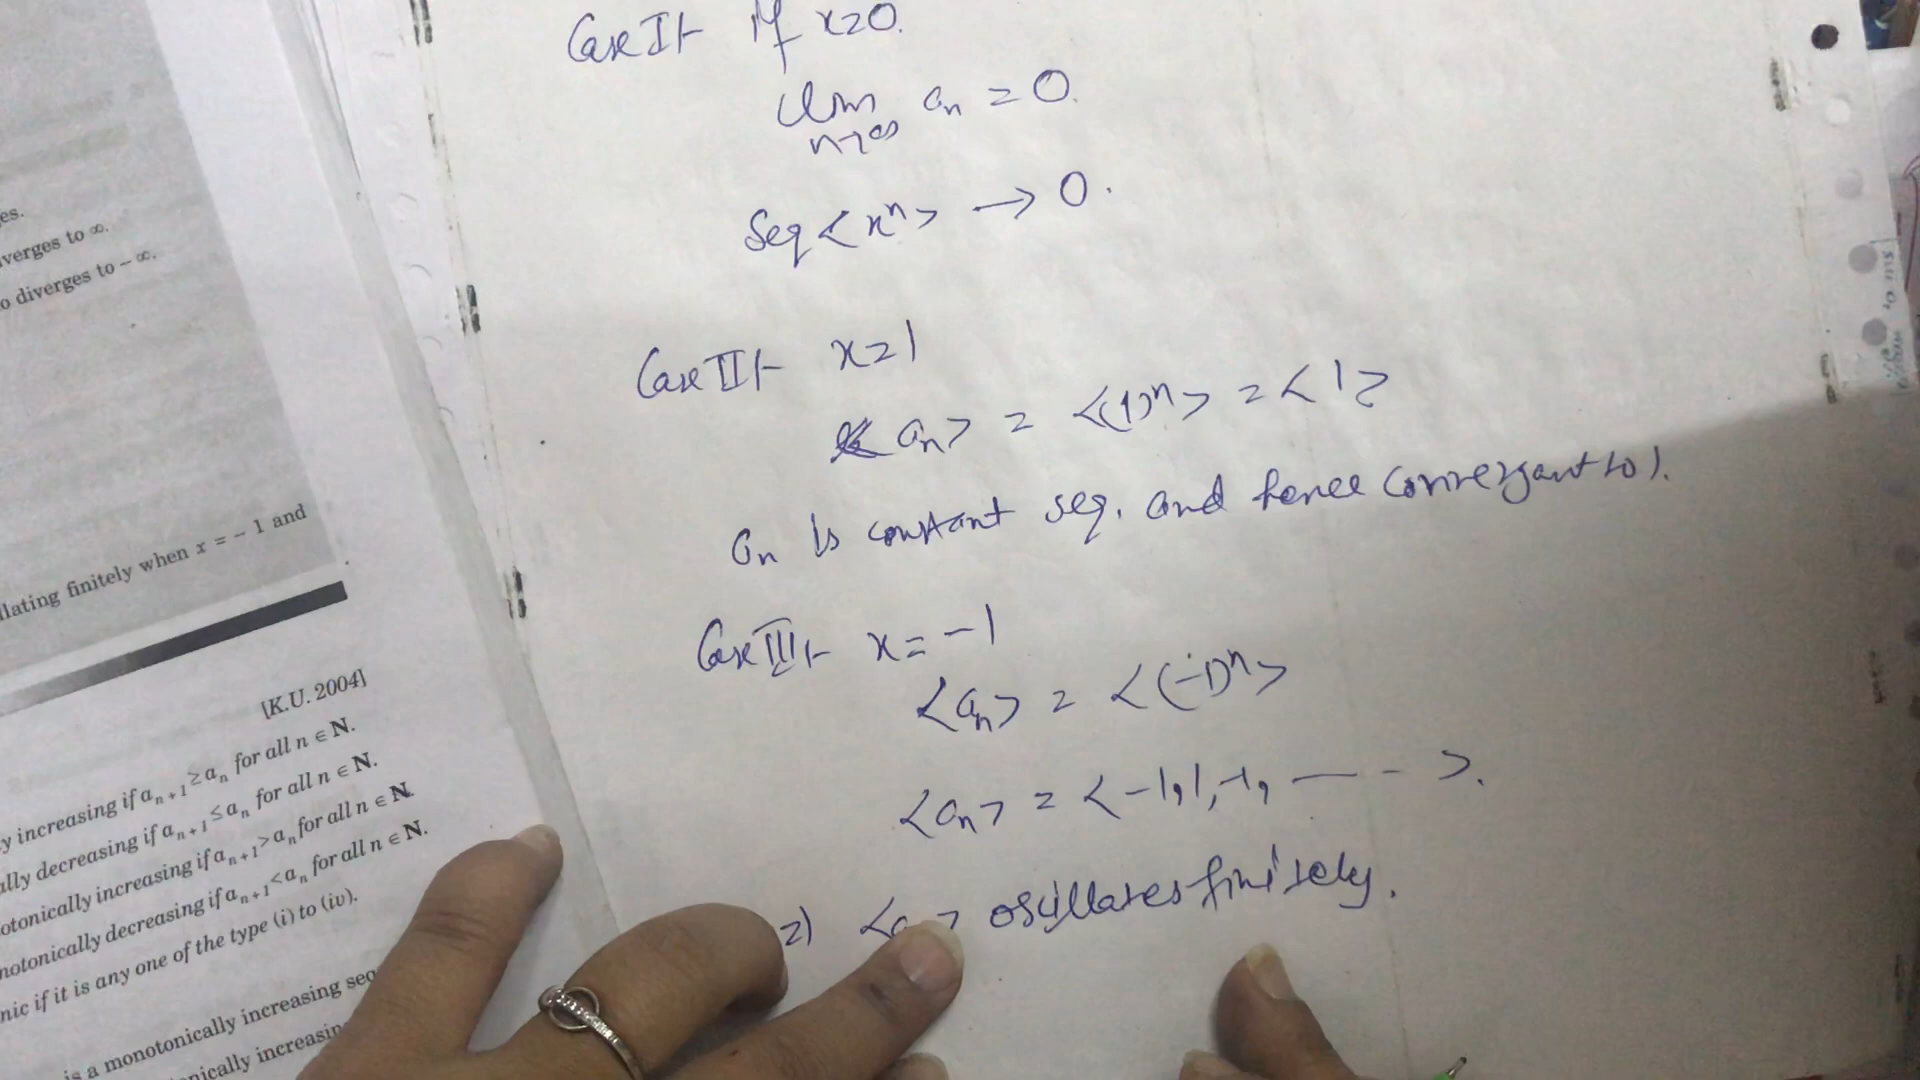 es.
verges to ∞.
o diverges to – ∞.
llating finitely when x = – 1 and
[K.U. 2004]
y increasing if aₙ₊₁ ≥ aₙ for all n ∈ N.
ally decreasing if aₙ₊₁ ≤ aₙ for all n ∈ N.
otonically increasing if aₙ₊₁ > aₙ for all n ∈ N.
notonically decreasing if aₙ₊₁ < aₙ for all n ∈ N.
nic if it is any one of the type (i) to (iv).
is a monotonically increasing seq
nically increasin
Case I :- if x = 0.
lim aₙ = 0.
n→∞
Seq <xⁿ> → 0.
Case II :- x = 1
<aₙ> = <(1)ⁿ> = <1>
aₙ is constant seq. and hence convergant to 1.
Case III :- x = -1
<aₙ> = <(-1)ⁿ>
<aₙ> = <-1, 1, -1, — - - >.
=) <a > oscillates finitely.